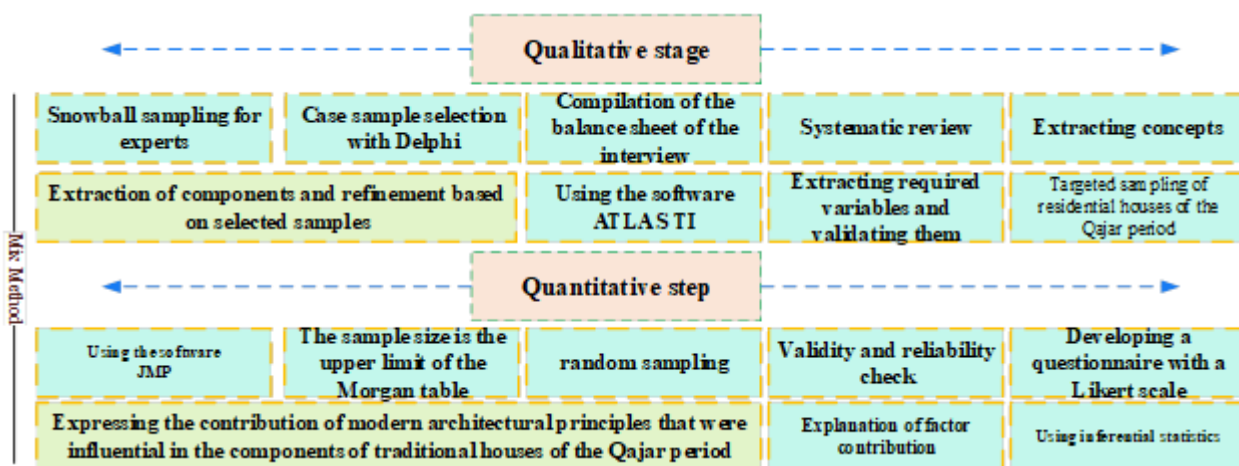 Qualitative stage
Snowball sampling for
experts
Case sample selection
with Delphi
Compilation of the
balance sheet of the
interview
Systematic review
Extracting concepts
Extraction of components and refinement based
on selected samples
Using the software
ATLASTI
Extracting required
variables and
validating them
Targeted sampling of
residential houses of the
Qajar period
Mix Method
Quantitative step
Using the software
JMP
The sample size is the
upper limit of the
Morgan table
random sampling
Validity and reliability
check
Developing a
questionnaire with a
Likert scale
Expressing the contribution of modern architectural principles that were
influential in the components of traditional houses of the Qajar period
Explanation of factor
contribution
Using inferential statistics